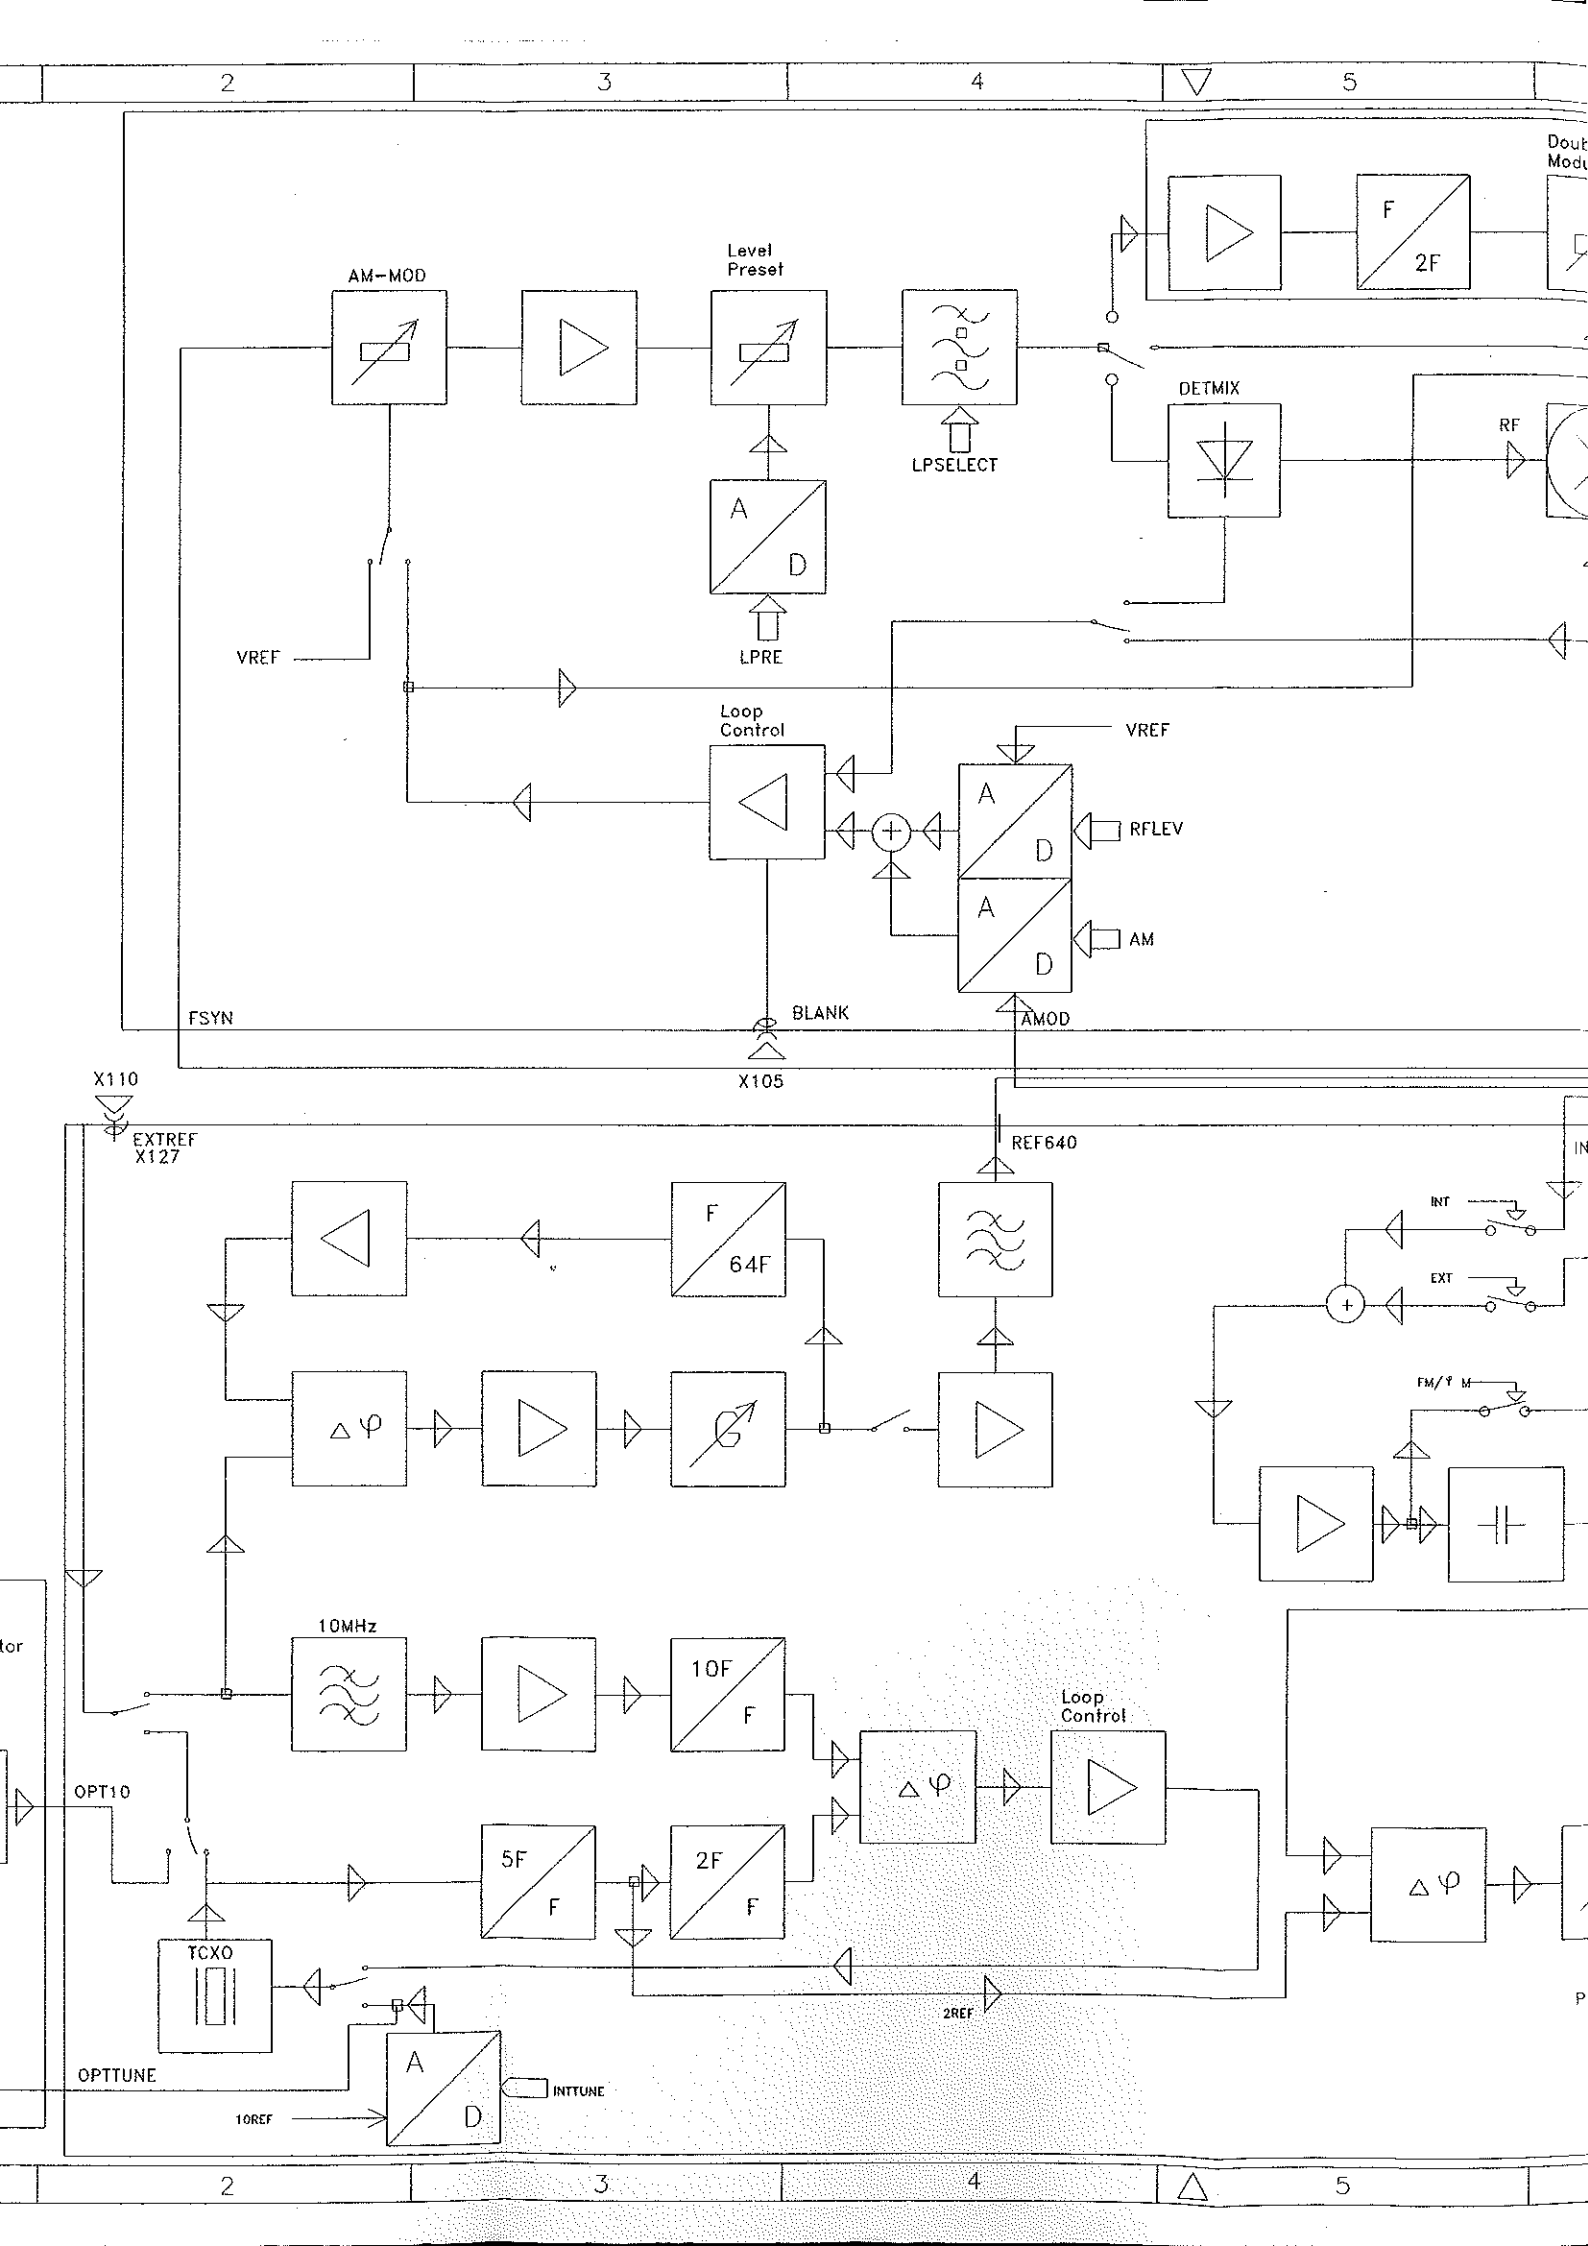 2 3 4 5
Doub
Modu
F
2F
Level
Preset
AM-MOD
DETMIX
RF
LPSELECT
A
D
VREF
LPRE
Loop
Control
VREF
A
D
RFLEV
A
D
AM
FSYN
BLANK
AMOD
X110
X105
EXTREF
X127
REF640
IN
F
64F
INT
+
EXT
+
△ φ
G
FM/φ M
10MHz
tor
10F
F
Loop
Control
△ φ
OPT10
5F
F
2F
F
△ φ
TCXO
2REF
P
A
D
OPTTUNE
INTTUNE
10REF
2 3 4 5